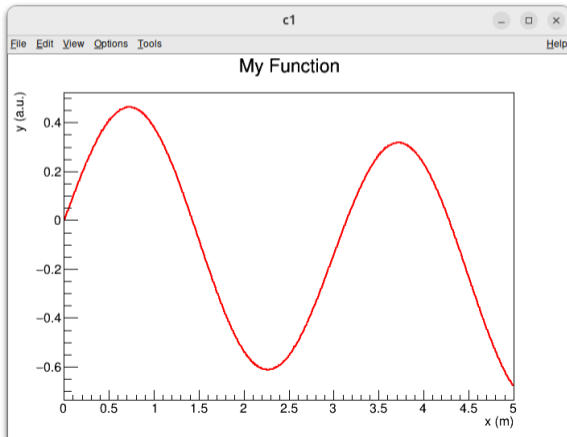 c1
File Edit View Options Tools Help
My Function
y (a.u.)
0.4
0.2
0
−0.2
−0.4
−0.6
0 0.5 1 1.5 2 2.5 3 3.5 4 4.5 5
x (m)